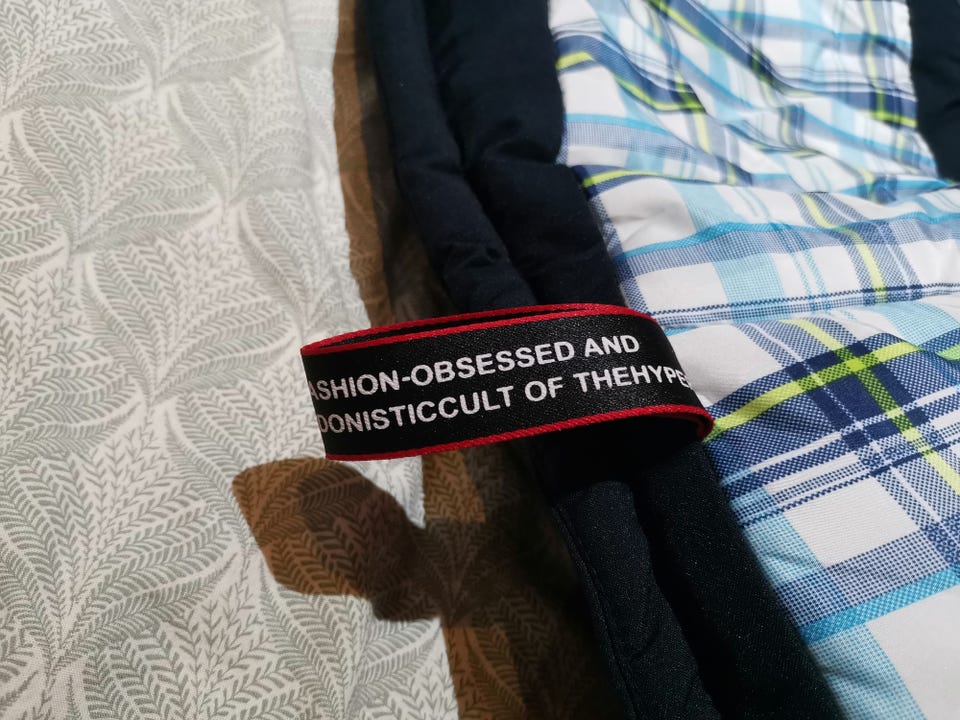 ASHION-OBSESSED AND
DONISTICCULT OF THEHYPE